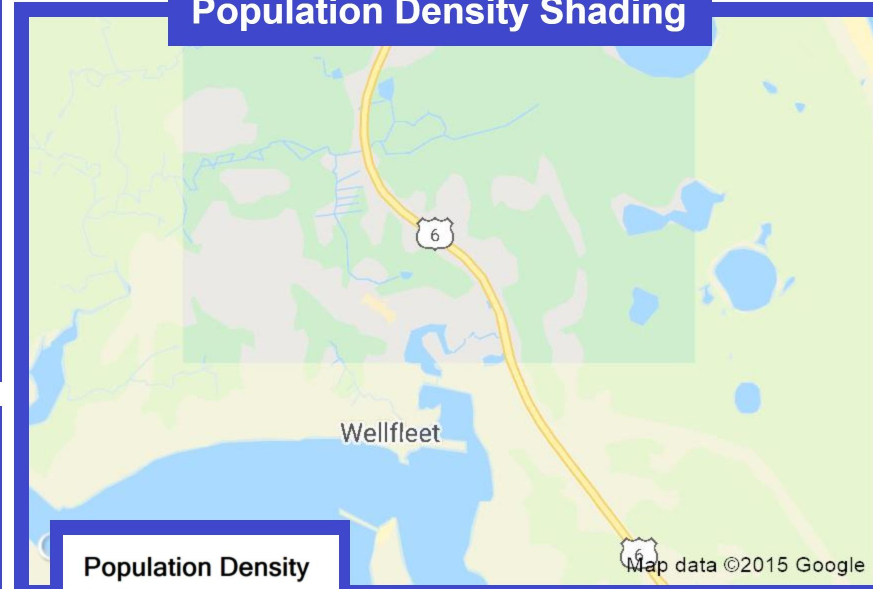 Population Density Shading
6
Wellfleet
6
Map data ©2015 Google
Population Density